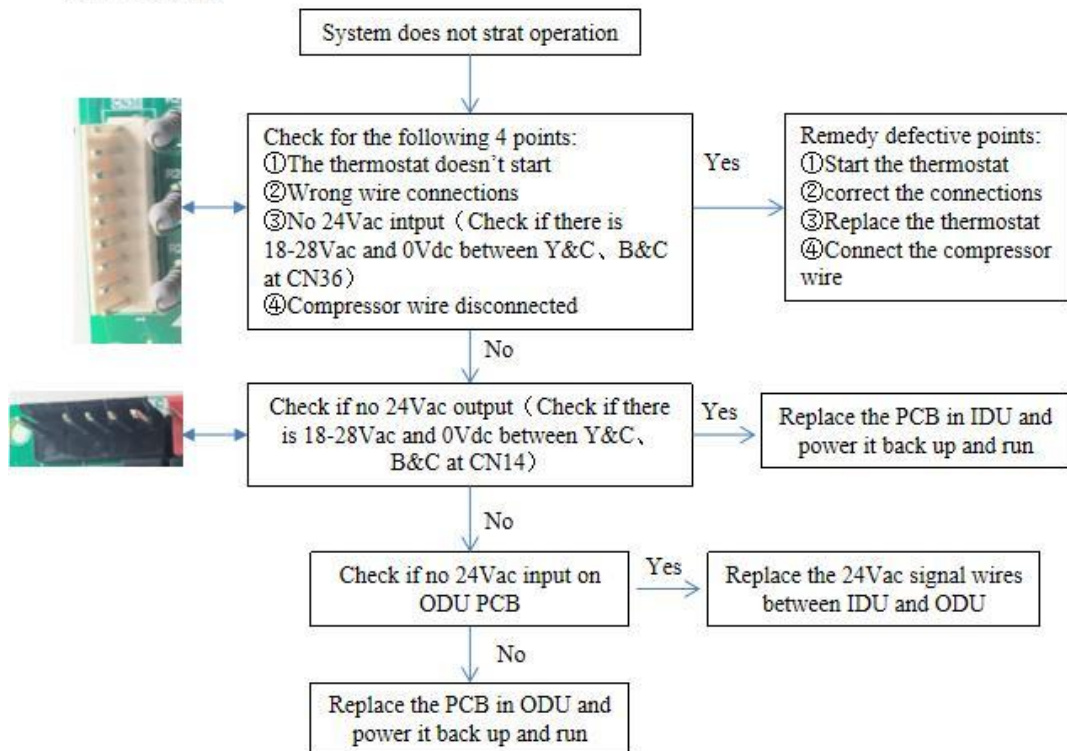 System does not strat operation
Check for the following 4 points:
①The thermostat doesn't start
②Wrong wire connections
③No 24Vac intput（Check if there is
18-28Vac and 0Vdc between Y&C、B&C
at CN36）
④Compressor wire disconnected
Yes
Remedy defective points:
①Start the thermostat
②correct the connections
③Replace the thermostat
④Connect the compressor
wire
CN36
No
Check if no 24Vac output（Check if there
is 18-28Vac and 0Vdc between Y&C、
B&C at CN14）
Yes
Replace the PCB in IDU and
power it back up and run
No
Check if no 24Vac input on
ODU PCB
Yes
Replace the 24Vac signal wires
between IDU and ODU
No
Replace the PCB in ODU and
power it back up and run